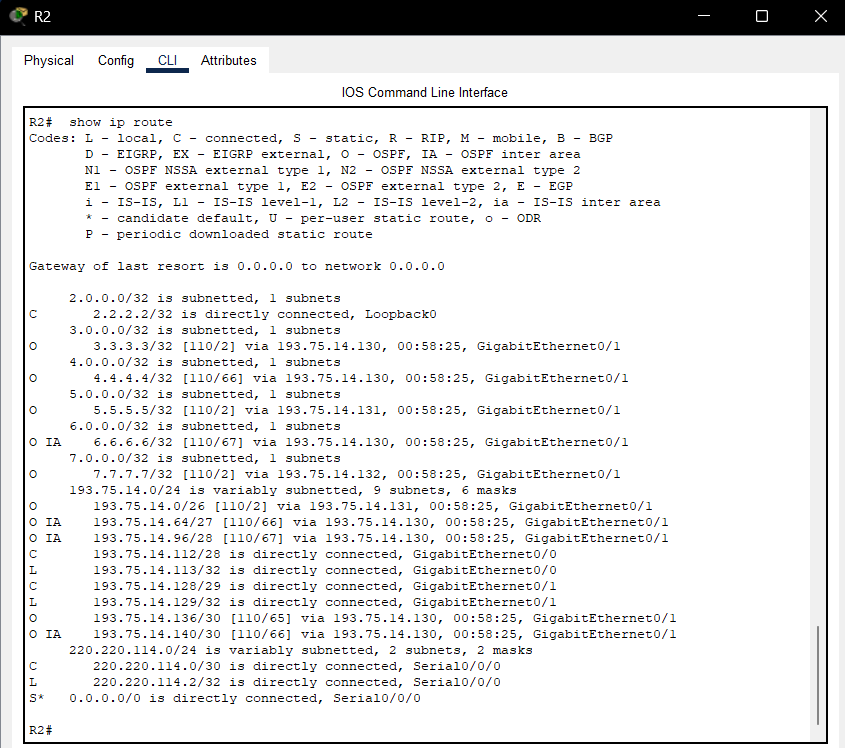 R2
Physical Config CLI Attributes
IOS Command Line Interface
R2#  show ip route
Codes: L - local, C - connected, S - static, R - RIP, M - mobile, B - BGP
       D - EIGRP, EX - EIGRP external, O - OSPF, IA - OSPF inter area
       N1 - OSPF NSSA external type 1, N2 - OSPF NSSA external type 2
       E1 - OSPF external type 1, E2 - OSPF external type 2, E - EGP
       i - IS-IS, L1 - IS-IS level-1, L2 - IS-IS level-2, ia - IS-IS inter area
       * - candidate default, U - per-user static route, o - ODR
       P - periodic downloaded static route
Gateway of last resort is 0.0.0.0 to network 0.0.0.0
     2.0.0.0/32 is subnetted, 1 subnets
C       2.2.2.2/32 is directly connected, Loopback0
     3.0.0.0/32 is subnetted, 1 subnets
O       3.3.3.3/32 [110/2] via 193.75.14.130, 00:58:25, GigabitEthernet0/1
     4.0.0.0/32 is subnetted, 1 subnets
O       4.4.4.4/32 [110/66] via 193.75.14.130, 00:58:25, GigabitEthernet0/1
     5.0.0.0/32 is subnetted, 1 subnets
O       5.5.5.5/32 [110/2] via 193.75.14.131, 00:58:25, GigabitEthernet0/1
     6.0.0.0/32 is subnetted, 1 subnets
O IA    6.6.6.6/32 [110/67] via 193.75.14.130, 00:58:25, GigabitEthernet0/1
     7.0.0.0/32 is subnetted, 1 subnets
O       7.7.7.7/32 [110/2] via 193.75.14.132, 00:58:25, GigabitEthernet0/1
     193.75.14.0/24 is variably subnetted, 9 subnets, 6 masks
O       193.75.14.0/26 [110/2] via 193.75.14.131, 00:58:25, GigabitEthernet0/1
O IA    193.75.14.64/27 [110/66] via 193.75.14.130, 00:58:25, GigabitEthernet0/1
O IA    193.75.14.96/28 [110/67] via 193.75.14.130, 00:58:25, GigabitEthernet0/1
C       193.75.14.112/28 is directly connected, GigabitEthernet0/0
L       193.75.14.113/32 is directly connected, GigabitEthernet0/0
C       193.75.14.128/29 is directly connected, GigabitEthernet0/1
L       193.75.14.129/32 is directly connected, GigabitEthernet0/1
O       193.75.14.136/30 [110/65] via 193.75.14.130, 00:58:25, GigabitEthernet0/1
O IA    193.75.14.140/30 [110/66] via 193.75.14.130, 00:58:25, GigabitEthernet0/1
     220.220.114.0/24 is variably subnetted, 2 subnets, 2 masks
C       220.220.114.0/30 is directly connected, Serial0/0/0
L       220.220.114.2/32 is directly connected, Serial0/0/0
S*   0.0.0.0/0 is directly connected, Serial0/0/0
R2#